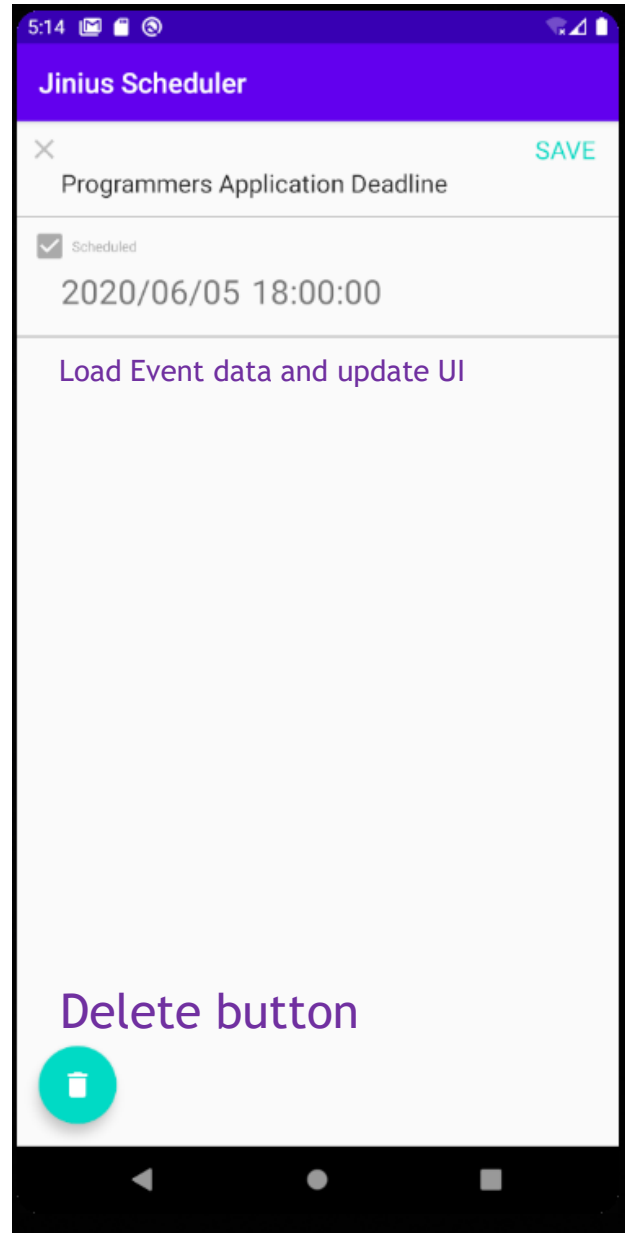 5:14
Jinius Scheduler
SAVE
Programmers Application Deadline
Scheduled
2020/06/05 18:00:00
Load Event data and update UI
Delete button